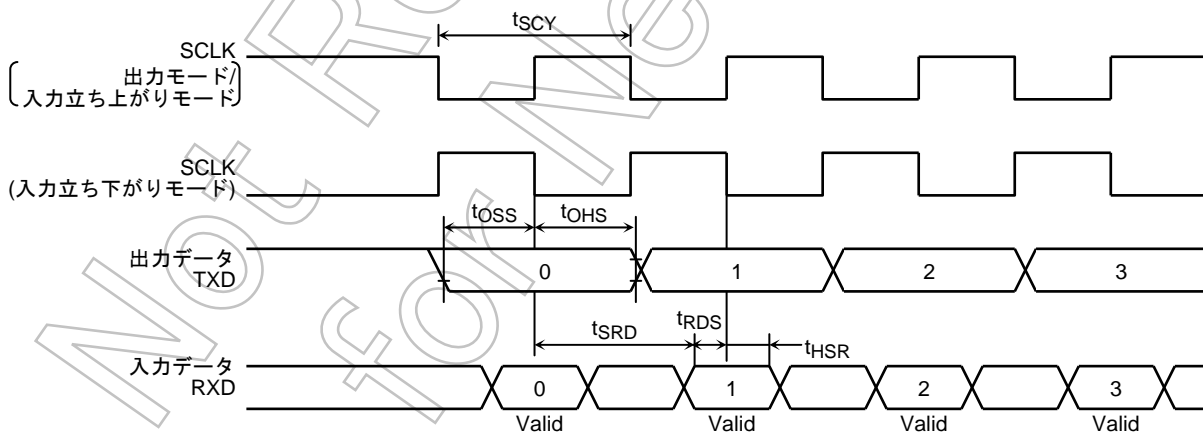 tSCY
SCLK
出力モード/
入力立ち上がりモード
SCLK
(入力立ち下がりモード)
tOSS tOHS
出力データ
TXD
0 1 2 3
tSRD tRDS tHSR
入力データ
RXD
0 1 2 3
Valid Valid Valid Valid
Not R
for Ne